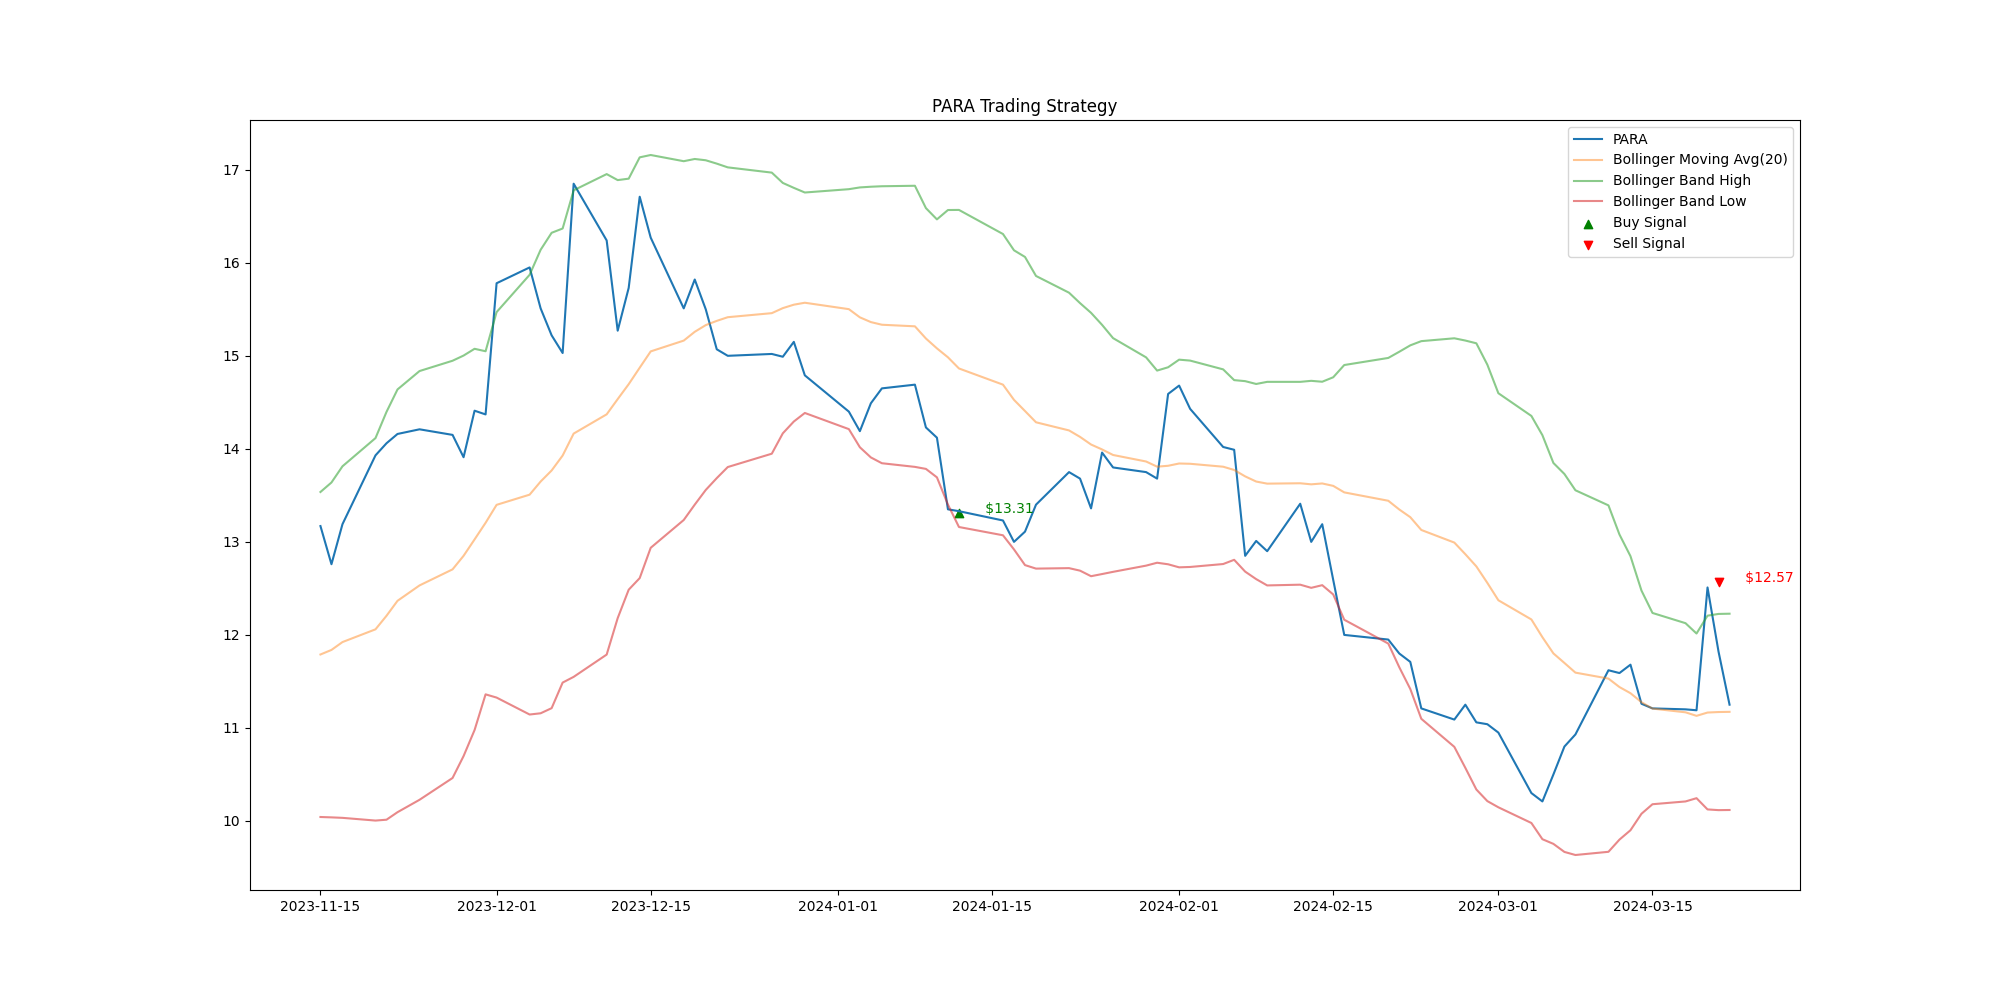 PARA Trading Strategy
PARA
Bollinger Moving Avg(20)
Bollinger Band High
Bollinger Band Low
Buy Signal
Sell Signal
17
16
15
14
13
12
11
10
$13.31
$12.57
2023-11-15
2023-12-01
2023-12-15
2024-01-01
2024-01-15
2024-02-01
2024-02-15
2024-03-01
2024-03-15